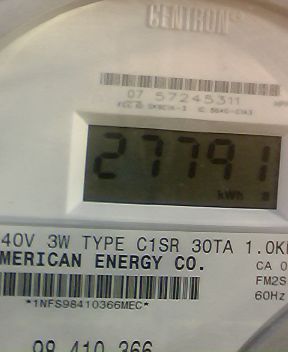 CENTRON®
07 57245311
27791
kWh
40V 3W TYPE C1SR 30TA 1.0K
MERICAN ENERGY CO.
CA 0
FM2S
*1NFS98410366MEC*
60Hz
98 410 366